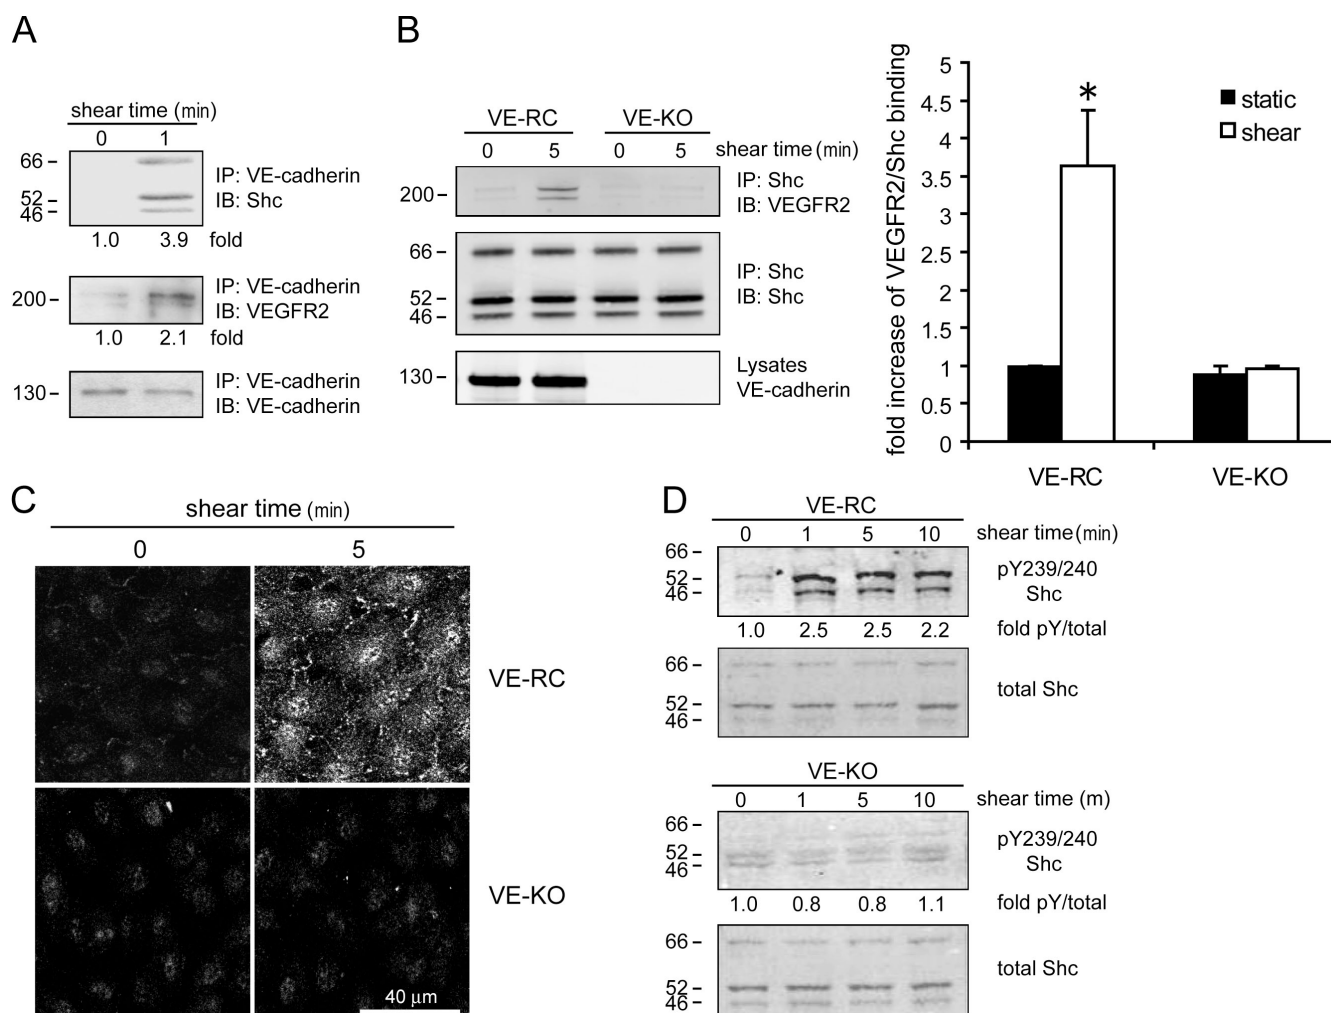 A
shear time (min)
0 1
66
52
46
IP: VE-cadherin
IB: Shc
1.0 3.9 fold
200
IP: VE-cadherin
IB: VEGFR2
1.0 2.1 fold
130
IP: VE-cadherin
IB: VE-cadherin
B
VE-RC VE-KO
0 5 0 5 shear time (min)
200
IP: Shc
IB: VEGFR2
66
52
46
IP: Shc
IB: Shc
130
Lysates
VE-cadherin
fold increase of VEGFR2/Shc binding
5
4.5
4
3.5
3
2.5
2
1.5
1
0.5
0
*
static
shear
VE-RC VE-KO
C
shear time (min)
0 5
VE-RC
VE-KO
40 µm
D
VE-RC
0 1 5 10 shear time (min)
66
52
46
pY239/240
Shc
1.0 2.5 2.5 2.2 fold pY/total
66
52
46
total Shc
VE-KO
0 1 5 10 shear time (m)
66
52
46
pY239/240
Shc
1.0 0.8 0.8 1.1 fold pY/total
66
52
46
total Shc